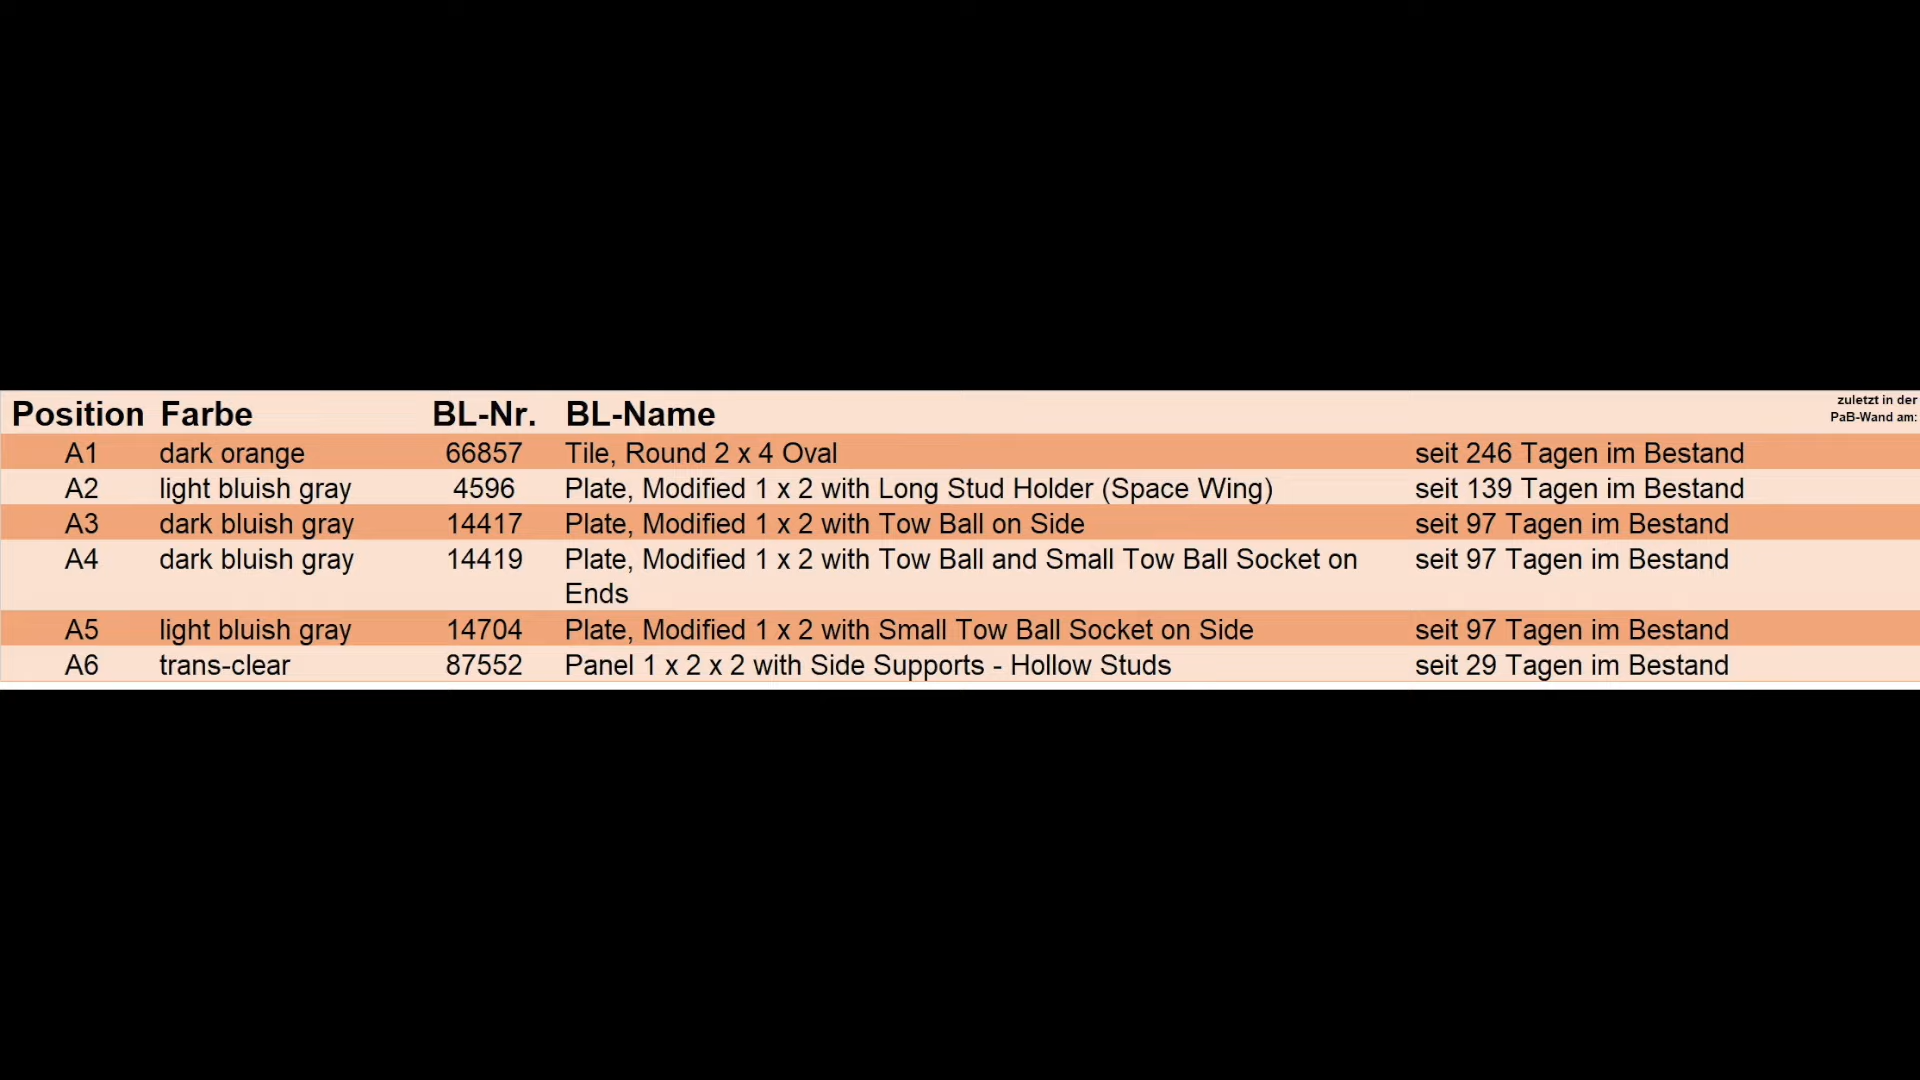 Position Farbe BL-Nr. BL-Name zuletzt in der
PaB-Wand am:
A1 dark orange 66857 Tile, Round 2 x 4 Oval seit 246 Tagen im Bestand
A2 light bluish gray 4596 Plate, Modified 1 x 2 with Long Stud Holder (Space Wing) seit 139 Tagen im Bestand
A3 dark bluish gray 14417 Plate, Modified 1 x 2 with Tow Ball on Side seit 97 Tagen im Bestand
A4 dark bluish gray 14419 Plate, Modified 1 x 2 with Tow Ball and Small Tow Ball Socket on seit 97 Tagen im Bestand
Ends
A5 light bluish gray 14704 Plate, Modified 1 x 2 with Small Tow Ball Socket on Side seit 97 Tagen im Bestand
A6 trans-clear 87552 Panel 1 x 2 x 2 with Side Supports - Hollow Studs seit 29 Tagen im Bestand